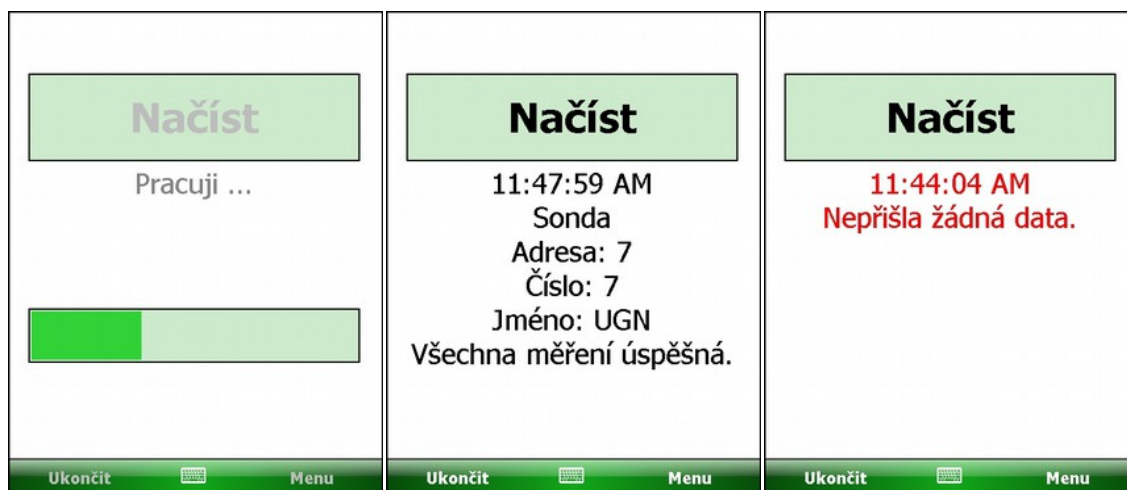 Načíst
Pracuji ...
Ukončit
Menu
Načíst
11:47:59 AM
Sonda
Adresa: 7
Číslo: 7
Jméno: UGN
Všechna měření úspěšná.
Ukončit
Menu
Načíst
11:44:04 AM
Nepřišla žádná data.
Ukončit
Menu